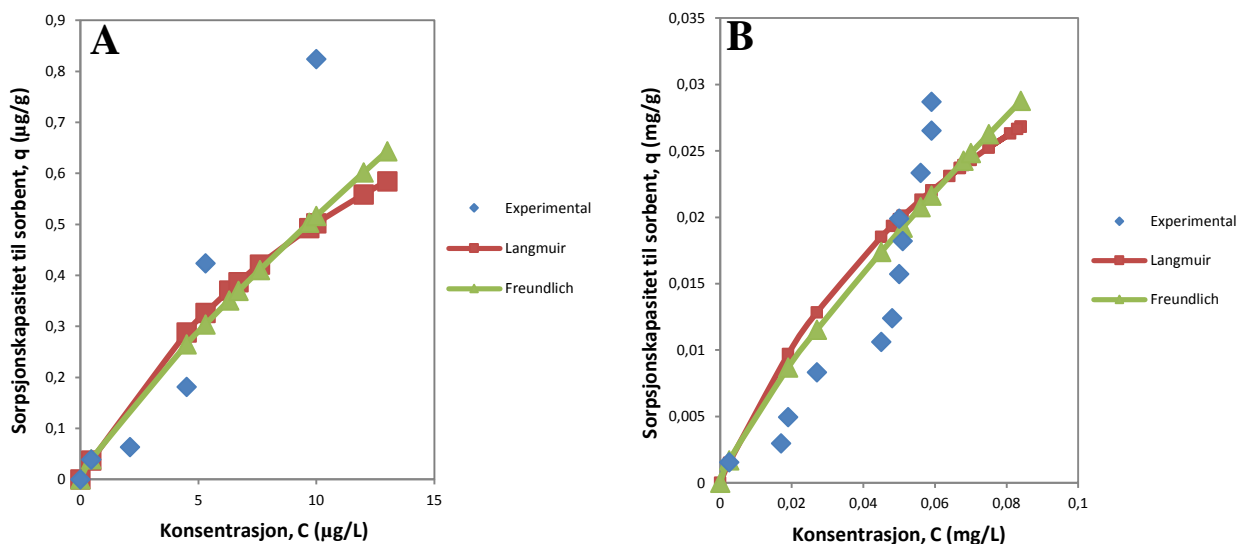 A
Sorpsjonskapasitet til sorbent, q (µg/g)
0,9
0,8
0,7
0,6
0,5
0,4
0,3
0,2
0,1
0
0 5 10 15
Konsentrasjon, C (µg/L)
Experimental
Langmuir
Freundlich
B
Sorpsjonskapasitet til sorbent, q (mg/g)
0,035
0,03
0,025
0,02
0,015
0,01
0,005
0
0 0,02 0,04 0,06 0,08 0,1
Konsentrasjon, C (mg/L)
Experimental
Langmuir
Freundlich